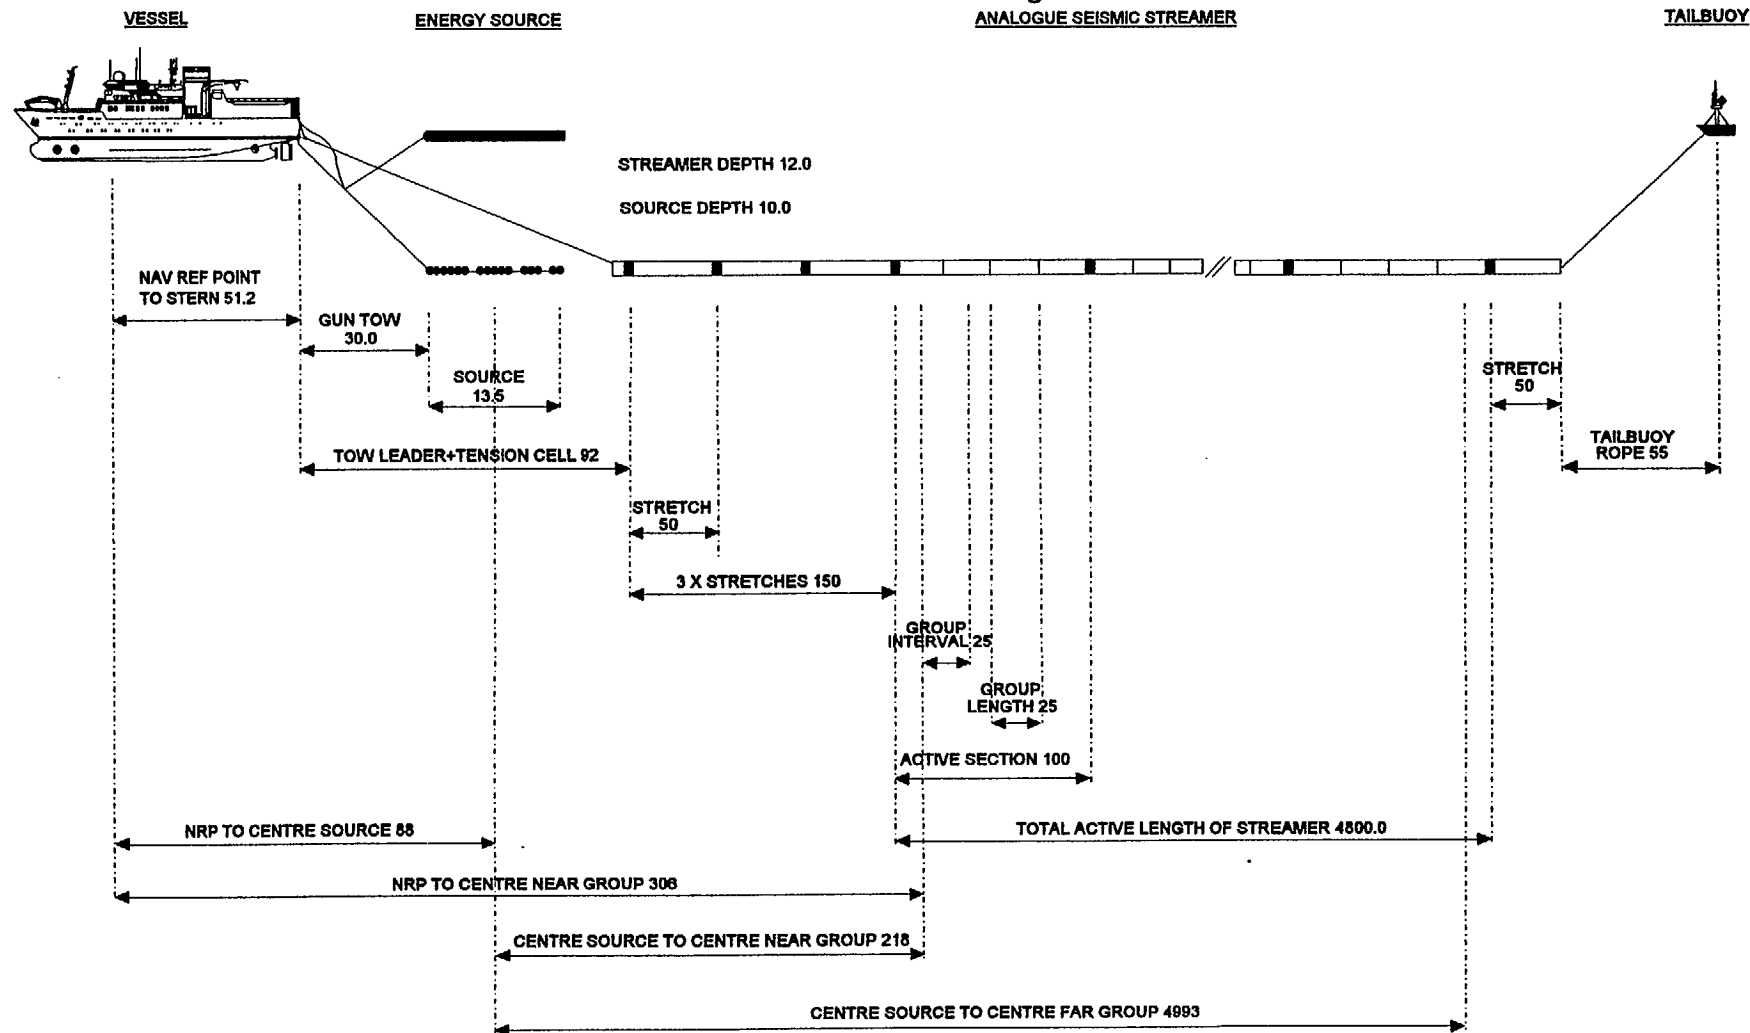 VESSEL
ENERGY SOURCE
ANALOGUE SEISMIC STREAMER
TAILBUOY
STREAMER DEPTH 12.0
SOURCE DEPTH 10.0
NAV REF POINT
TO STERN 51.2
GUN TOW
30.0
SOURCE
13.5
STRETCH
50
TOW LEADER+TENSION CELL 92
TAILBUOY
ROPE 55
STRETCH
50
3 X STRETCHES 150
GROUP
INTERVAL 25
GROUP
LENGTH 25
ACTIVE SECTION 100
NRP TO CENTRE SOURCE 88
TOTAL ACTIVE LENGTH OF STREAMER 4800.0
NRP TO CENTRE NEAR GROUP 306
CENTRE SOURCE TO CENTRE NEAR GROUP 218
CENTRE SOURCE TO CENTRE FAR GROUP 4993